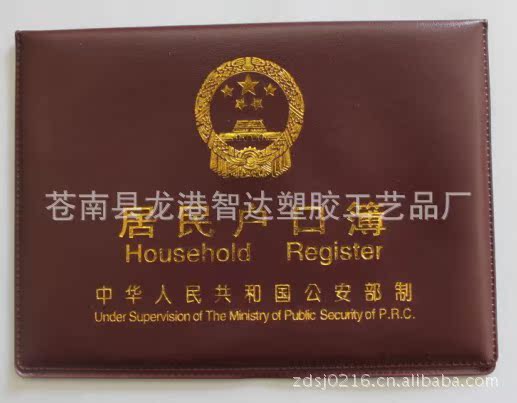 苍南县龙港智达塑胶工艺品厂
居民户口簿
Household Register
中华人民共和国公安部制
Under Supervision of The Ministry of Public Security of P.R.C.
zdsj0216.1688.com